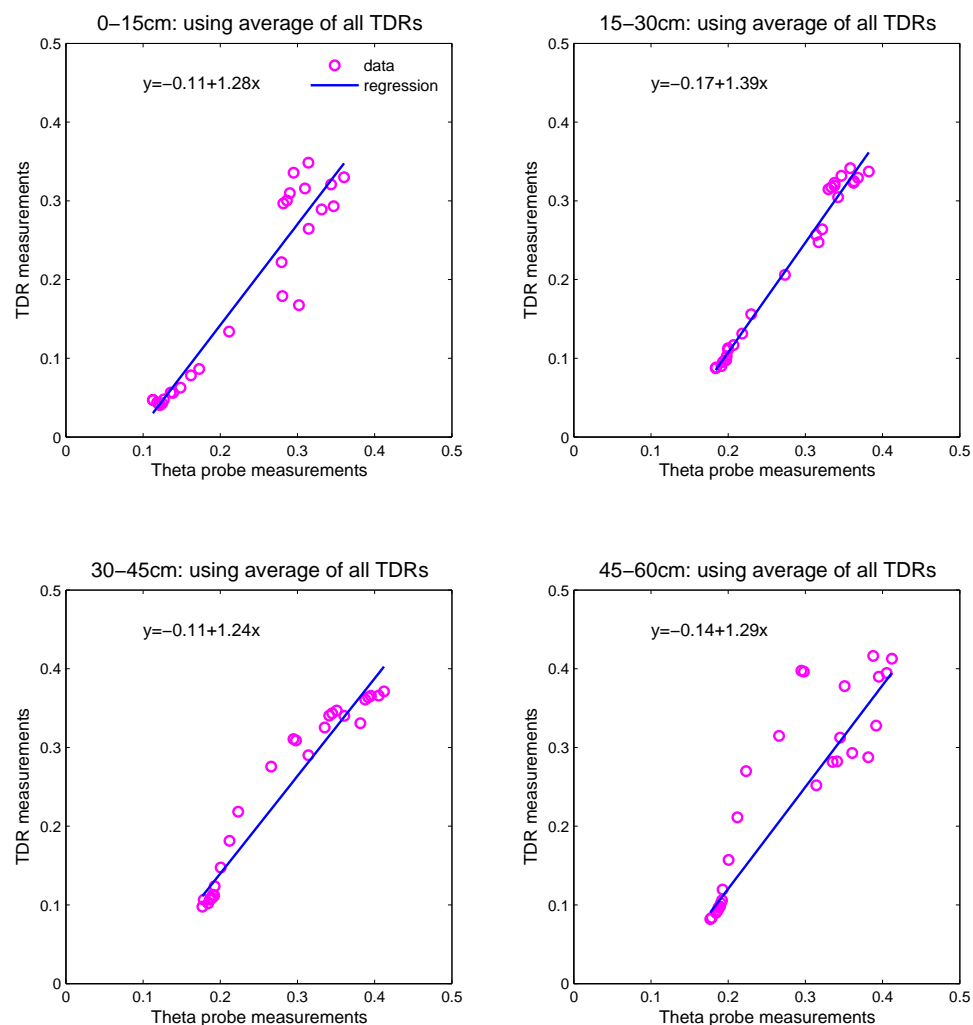 0−15cm: using average of all TDRs
0.5
0.4
0.3
0.2
0.1
0
TDR measurements
y=−0.11+1.28x
data
regression
0 0.1 0.2 0.3 0.4 0.5
Theta probe measurements
15−30cm: using average of all TDRs
0.5
0.4
0.3
0.2
0.1
0
TDR measurements
y=−0.17+1.39x
0 0.1 0.2 0.3 0.4 0.5
Theta probe measurements
30−45cm: using average of all TDRs
0.5
0.4
0.3
0.2
0.1
0
TDR measurements
y=−0.11+1.24x
0 0.1 0.2 0.3 0.4 0.5
Theta probe measurements
45−60cm: using average of all TDRs
0.5
0.4
0.3
0.2
0.1
0
TDR measurements
y=−0.14+1.29x
0 0.1 0.2 0.3 0.4 0.5
Theta probe measurements